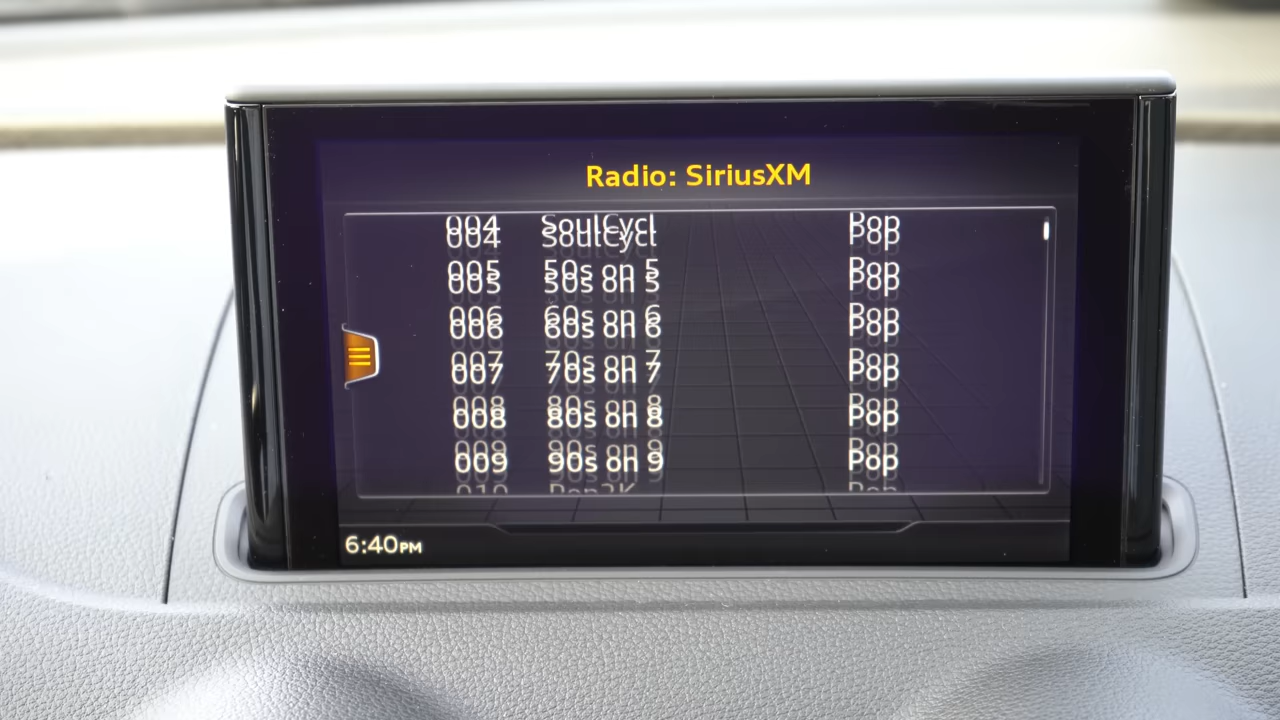 Radio: SiriusXM
004 SoulCycl Pop
005 50s on 5 Pop
006 60s on 6 Pop
007 70s on 7 Pop
008 80s on 8 Pop
009 90s on 9 Pop
010 Pop2K Pop
6:40PM